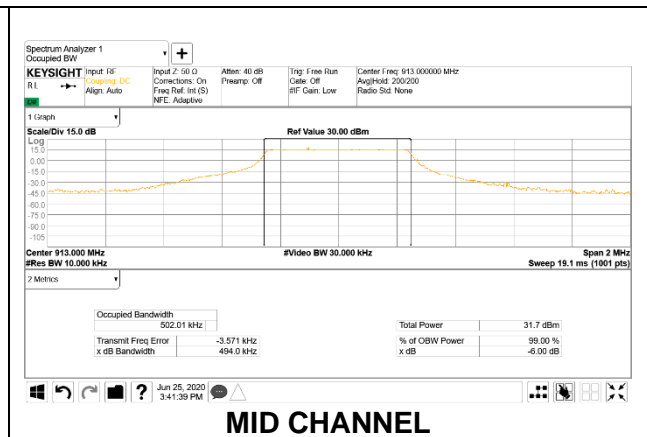 Spectrum Analyzer 1
Occupied BW
KEYSIGHT Input: RF Input Z: 50 Ω Atten: 40 dB Trig: Free Run Center Freq: 913.000000 MHz
Coupling: DC Corrections: On Preamp: Off Gate: Off Avg|Hold: 200/200
Align: Auto Freq Ref: Int (S) #IF Gain: Low Radio Std: None
RL
NFE: Adaptive
1 Graph
Scale/Div 15.0 dB Ref Value 30.00 dBm
Log
15.0
0.00
-15.0
-30.0
-45.0
-60.0
-75.0
-90.0
-105
Center 913.000 MHz #Video BW 30.000 kHz Span 2 MHz
#Res BW 10.000 kHz Sweep 19.1 ms (1001 pts)
2 Metrics
Occupied Bandwidth
502.01 kHz
Total Power 31.7 dBm
Transmit Freq Error -3.571 kHz % of OBW Power 99.00 %
x dB Bandwidth 494.0 kHz x dB -6.00 dB
? Jun 25, 2020
3:41:39 PM
MID CHANNEL